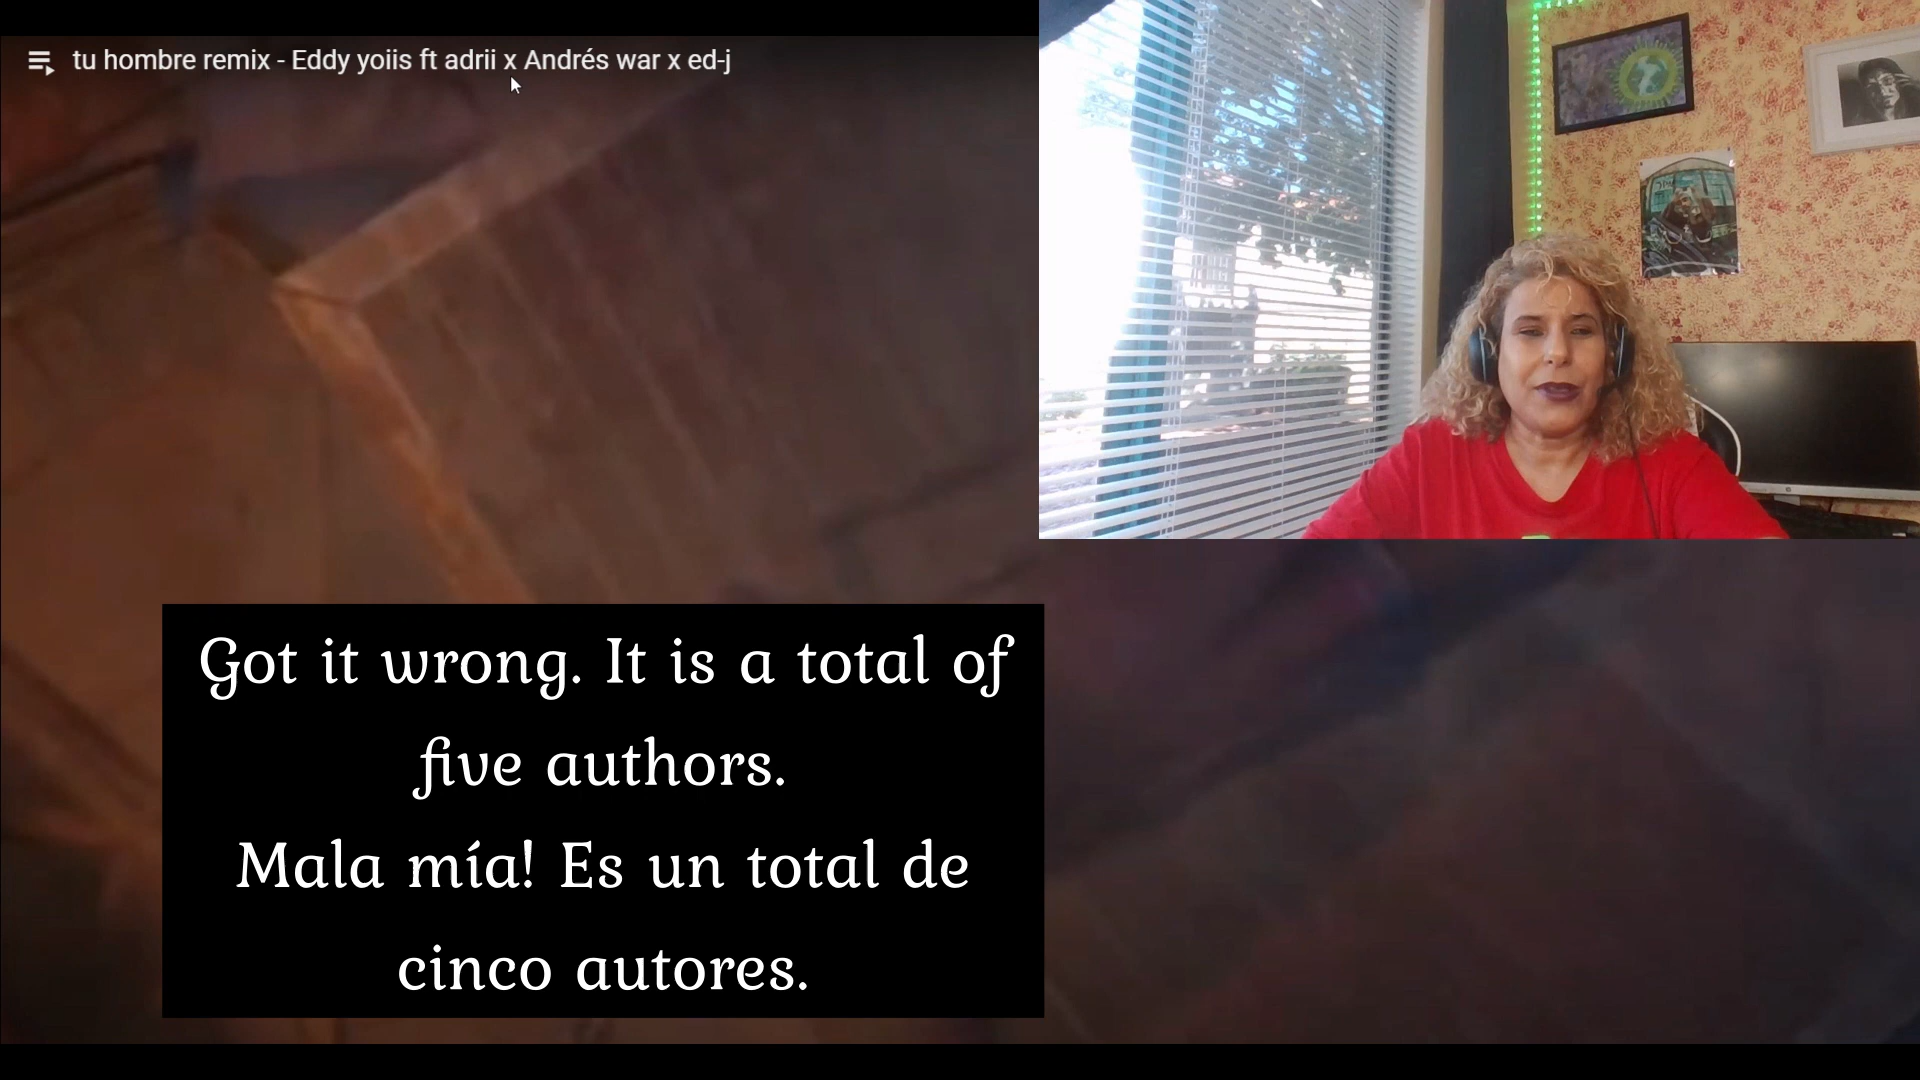 tu hombre remix - Eddy yoiis ft adrii x Andrés war x ed-j
Got it wrong. It is a total of
five authors.
Mala mía! Es un total de
cinco autores.